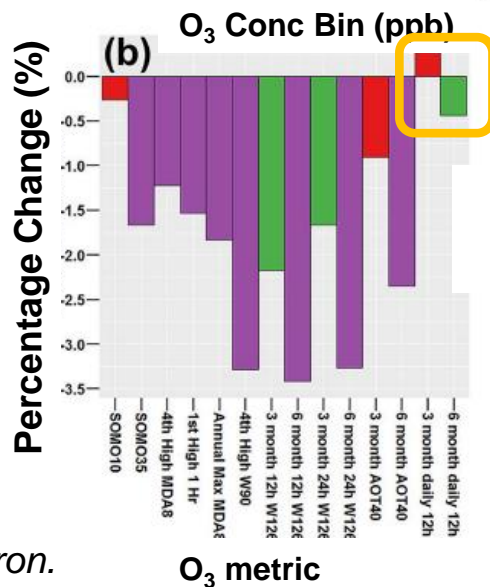 O₃ Conc Bin (ppb)
(b)
Percentage Change (%)
0.0
-0.5
-1.0
-1.5
-2.0
-2.5
-3.0
-3.5
SOMO10
SOMO35
4th High MDA8
1st High 1 Hr
Annual Max MDA8
4th High W90
3 month 12h W126
6 month 12h W126
3 month 24h W126
6 month 24h W126
3 month AOT40
6 month AOT40
3 month daily 12h
6 month daily 12h
ron.
O₃ metric